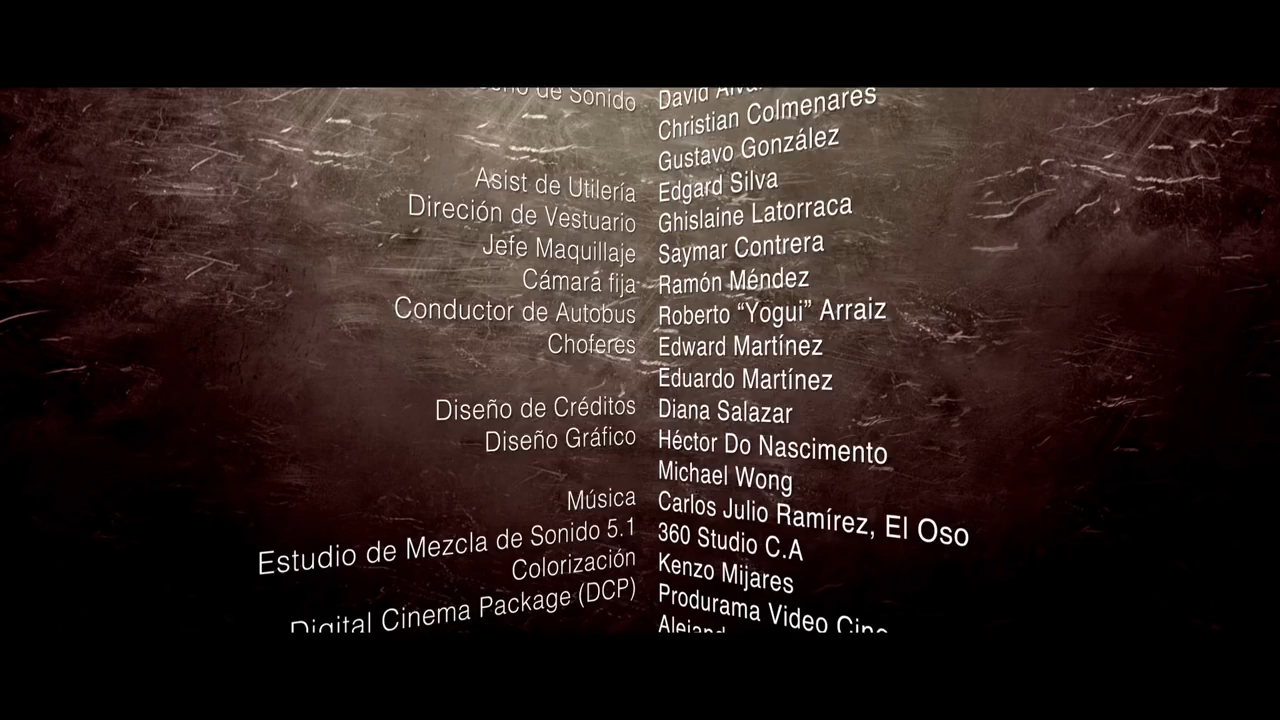 de Sonido David
Christian Colmenares
Gustavo González
Asist de Utilería Edgard Silva
Direción de Vestuario Ghislaine Latorraca
Jefe Maquillaje Saymar Contrera
Cámara fija Ramón Méndez
Conductor de Autobus Roberto “Yogui” Arraiz
Choferes Edward Martínez
Eduardo Martínez
Diseño de Créditos Diana Salazar
Diseño Gráfico Héctor Do Nascimento
Michael Wong
Música Carlos Julio Ramírez, El Oso
Estudio de Mezcla de Sonido 5.1 360 Studio C.A
Colorización Kenzo Mijares
Digital Cinema Package (DCP) Produrama Video Cine